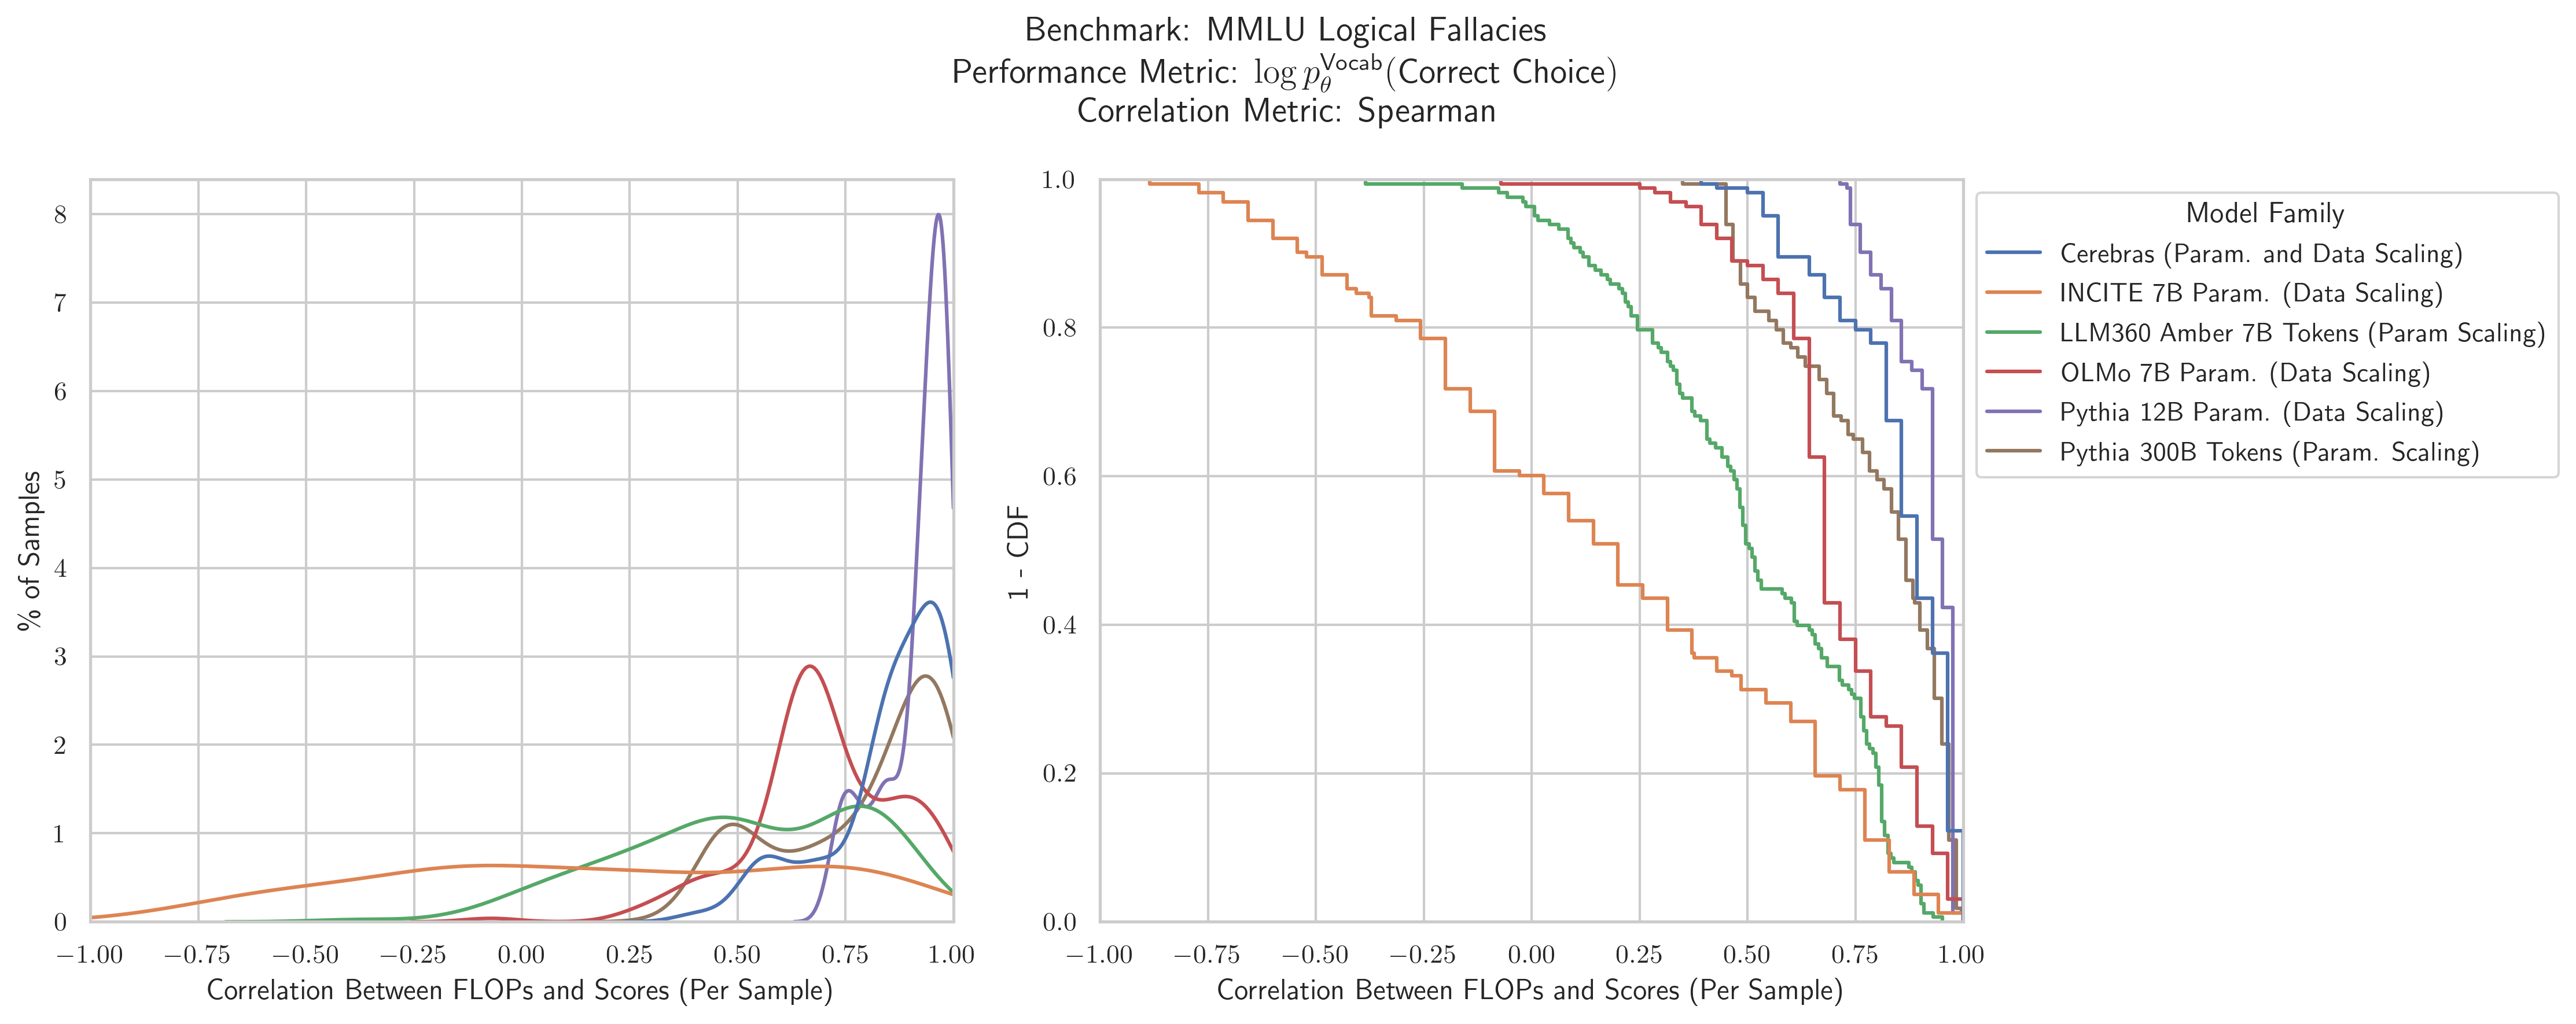 Benchmark: MMLU Logical Fallacies
Performance Metric: log p_θ^Vocab(Correct Choice)
Correlation Metric: Spearman
% of Samples
8
7
6
5
4
3
2
1
0
−1.00 −0.75 −0.50 −0.25 0.00 0.25 0.50 0.75 1.00
Correlation Between FLOPs and Scores (Per Sample)
1 - CDF
1.0
0.8
0.6
0.4
0.2
0.0
−1.00 −0.75 −0.50 −0.25 0.00 0.25 0.50 0.75 1.00
Correlation Between FLOPs and Scores (Per Sample)
Model Family
Cerebras (Param. and Data Scaling)
INCITE 7B Param. (Data Scaling)
LLM360 Amber 7B Tokens (Param Scaling)
OLMo 7B Param. (Data Scaling)
Pythia 12B Param. (Data Scaling)
Pythia 300B Tokens (Param. Scaling)